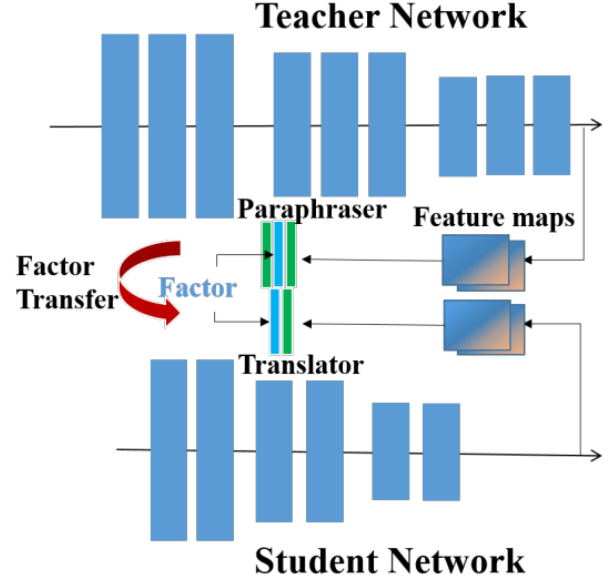 Teacher Network
Paraphraser
Feature maps
Factor
Transfer
Factor
Translator
Student Network